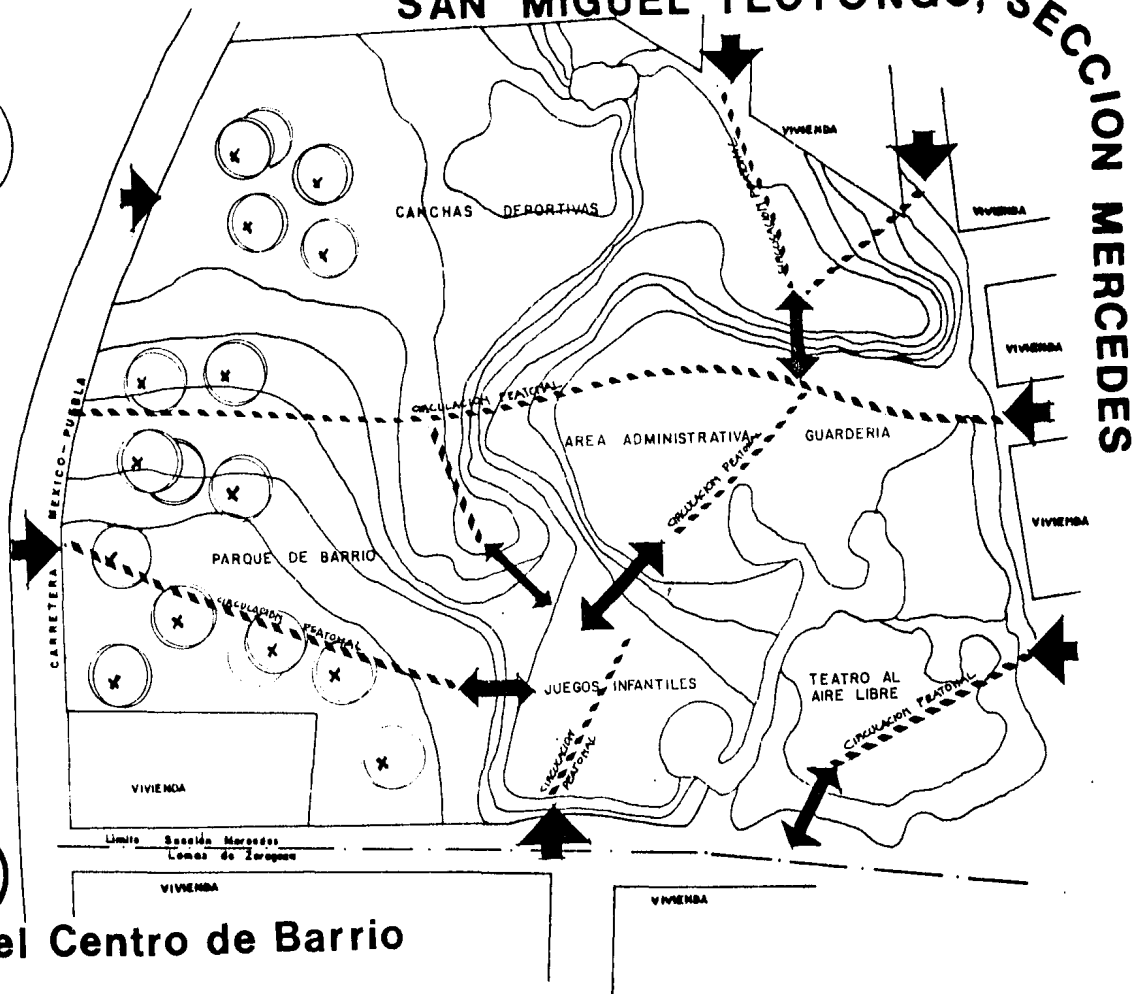 SAN MIGUEL TEOTONGO, SECCION MERCEDES
VIVIENDA
CIRCULACION PEATONAL
CANCHAS DEPORTIVAS
VIVIENDA
VIVIENDA
CARRETERA MEXICO-PUEBLA
CIRCULACION PEATONAL
AREA ADMINISTRATIVA
GUARDERIA
CIRCULACION PEATONAL
VIVIENDA
PARQUE DE BARRIO
CIRCULACION PEATONAL
JUEGOS INFANTILES
TEATRO AL
AIRE LIBRE
CIRCULACION PEATONAL
CIRCULACION
PEATONAL
VIVIENDA
Limite Sección Mercedes
Lomas de Zaragoza
VIVIENDA
VIVIENDA
el Centro de Barrio